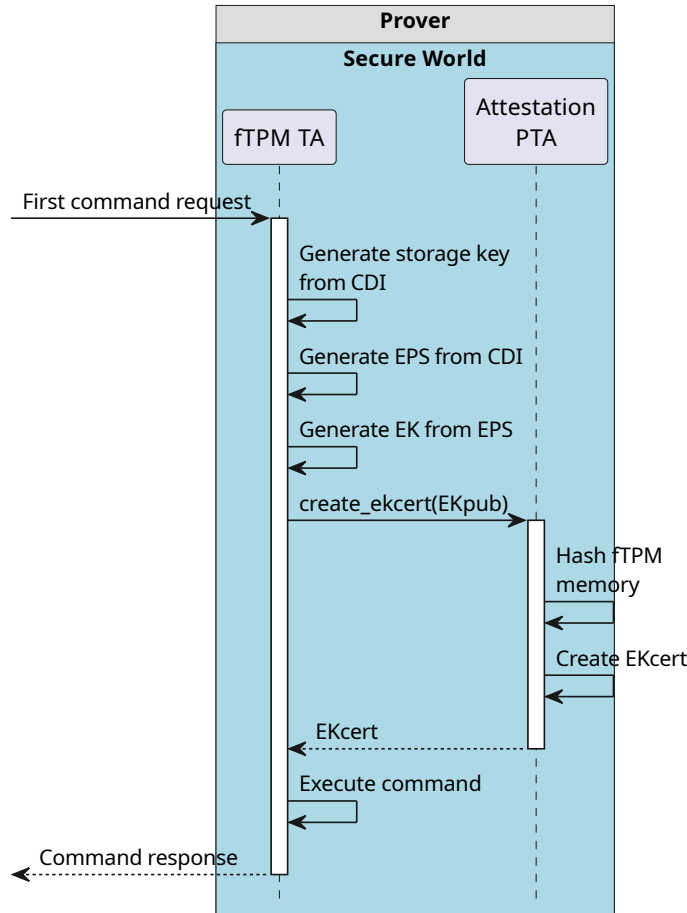 Prover
Secure World
fTPM TA
Attestation
PTA
First command request
Generate storage key
from CDI
Generate EPS from CDI
Generate EK from EPS
create_ekcert(EKpub)
Hash fTPM
memory
Create EKcert
EKcert
Execute command
Command response